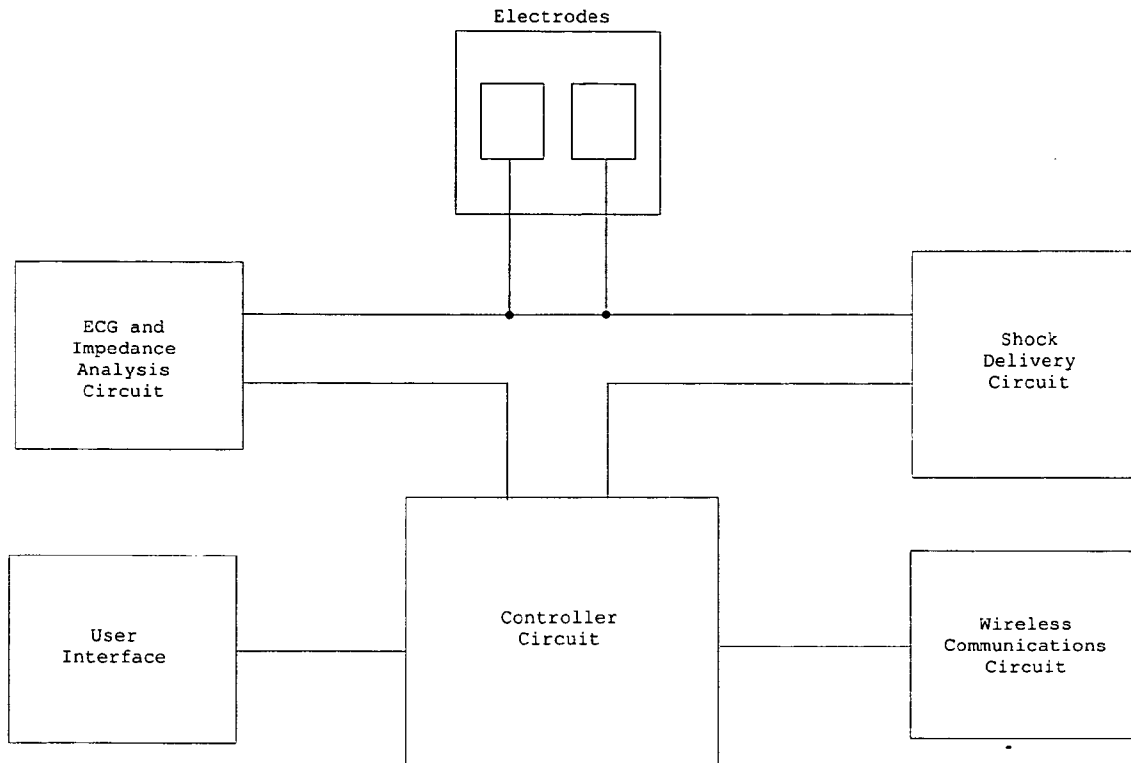 Electrodes
ECG and
Impedance
Analysis
Circuit
Shock
Delivery
Circuit
User
Interface
Controller
Circuit
Wireless
Communications
Circuit